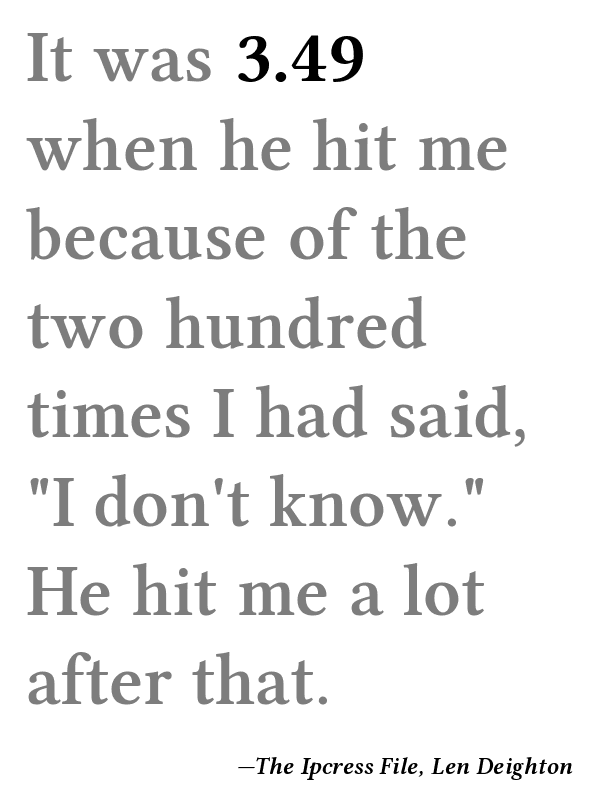 It was 3.49
when he hit me
because of the
two hundred
times I had said,
"I don't know."
He hit me a lot
after that.
—The Ipcress File, Len Deighton